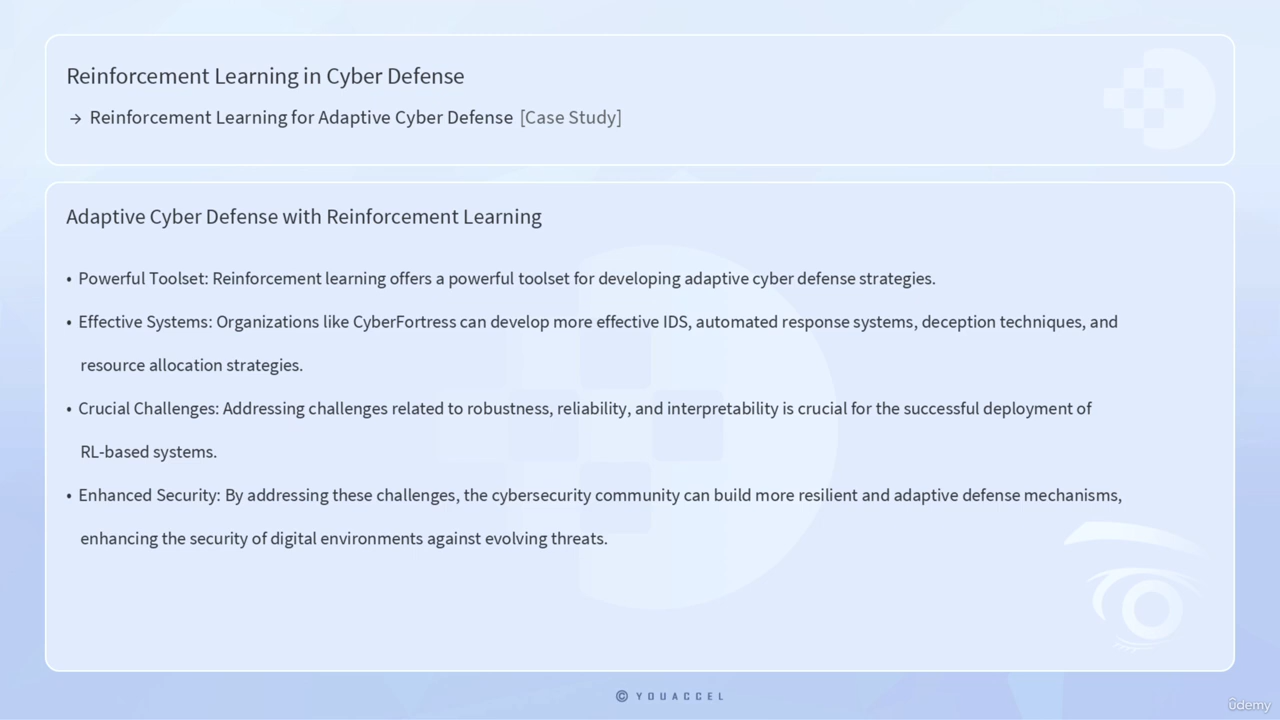 Reinforcement Learning in Cyber Defense
→ Reinforcement Learning for Adaptive Cyber Defense [Case Study]
Adaptive Cyber Defense with Reinforcement Learning
• Powerful Toolset: Reinforcement learning offers a powerful toolset for developing adaptive cyber defense strategies.
• Effective Systems: Organizations like CyberFortress can develop more effective IDS, automated response systems, deception techniques, and
resource allocation strategies.
• Crucial Challenges: Addressing challenges related to robustness, reliability, and interpretability is crucial for the successful deployment of
RL-based systems.
• Enhanced Security: By addressing these challenges, the cybersecurity community can build more resilient and adaptive defense mechanisms,
enhancing the security of digital environments against evolving threats.
© YOUACCEL
ûdemy